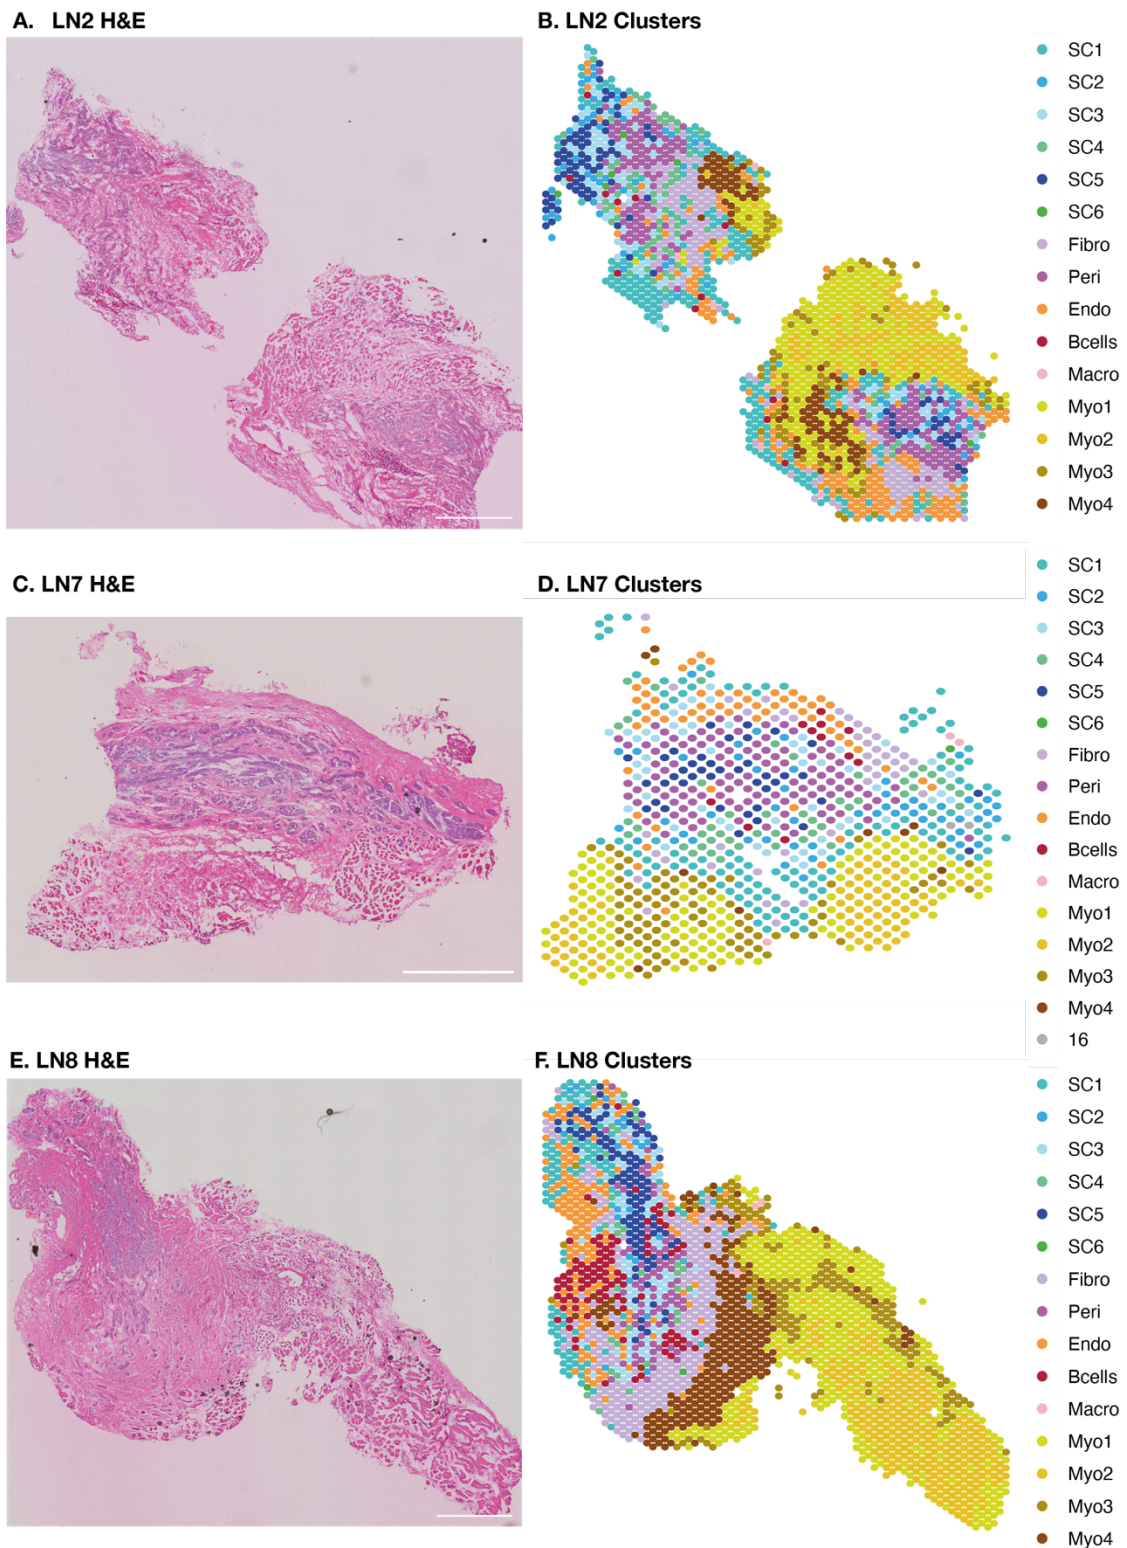 A. LN2 H&E
B. LN2 Clusters
SC1
SC2
SC3
SC4
SC5
SC6
Fibro
Peri
Endo
Bcells
Macro
Myo1
Myo2
Myo3
Myo4
C. LN7 H&E
D. LN7 Clusters
SC1
SC2
SC3
SC4
SC5
SC6
Fibro
Peri
Endo
Bcells
Macro
Myo1
Myo2
Myo3
Myo4
16
E. LN8 H&E
F. LN8 Clusters
SC1
SC2
SC3
SC4
SC5
SC6
Fibro
Peri
Endo
Bcells
Macro
Myo1
Myo2
Myo3
Myo4